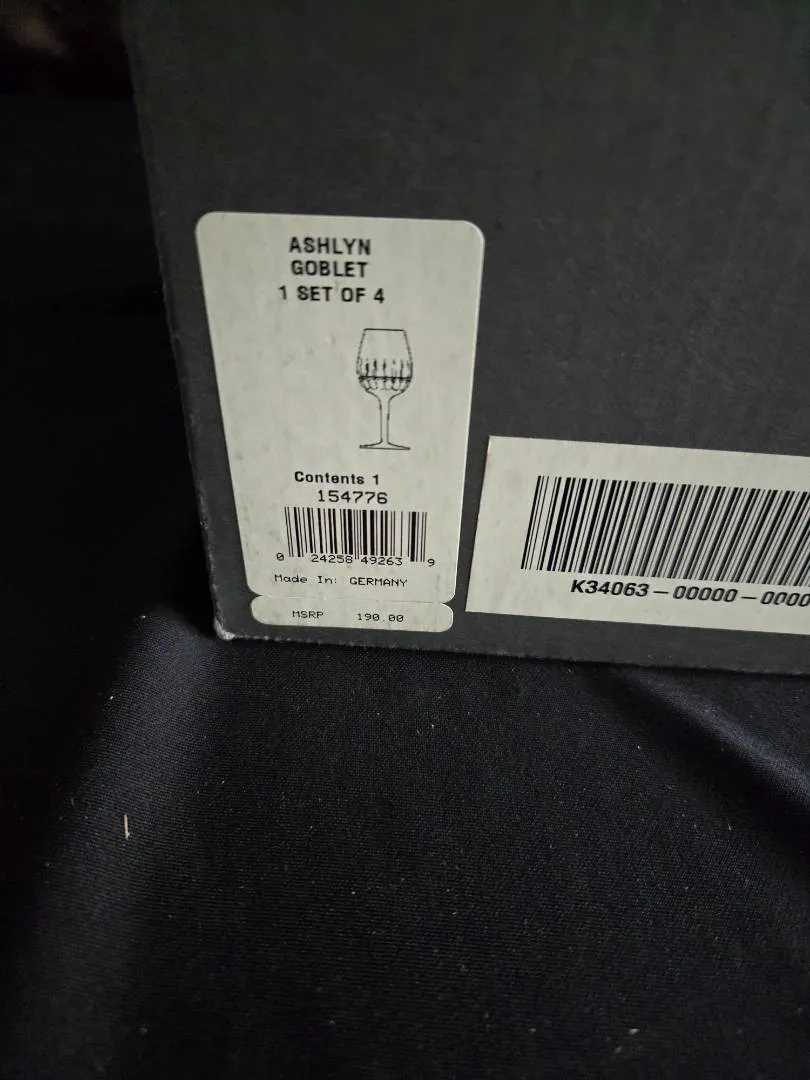 ASHLYN
GOBLET
1 SET OF 4
Contents 1
154776
0 24258 49263 9
Made In: GERMANY
MSRP 190.00
K34063-00000-0000